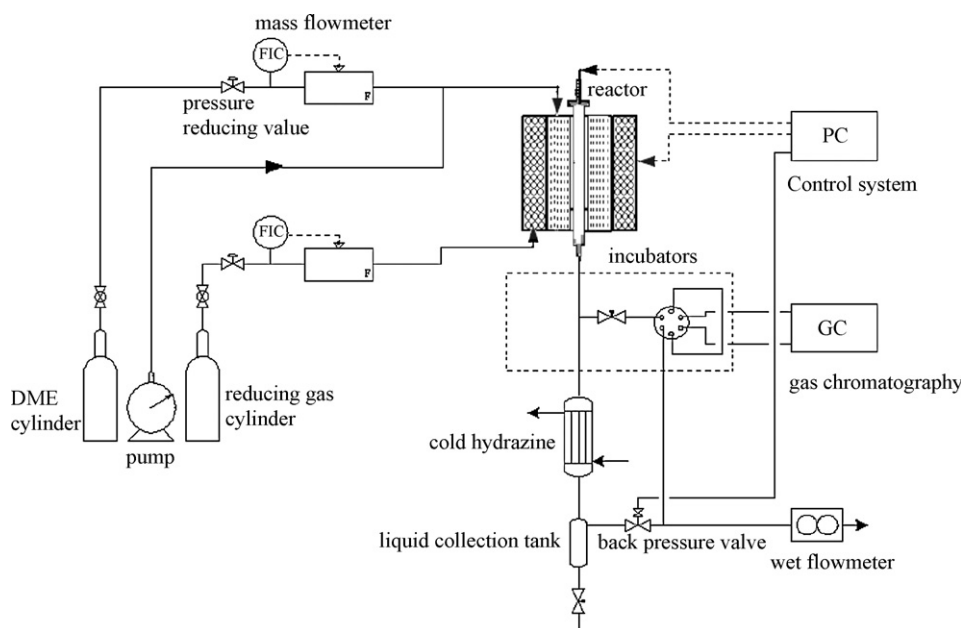 mass flowmeter
FIC
F
pressure
reducing value
reactor
PC
Control system
FIC
F
incubators
GC
gas chromatography
DME
cylinder
pump
reducing gas
cylinder
cold hydrazine
liquid collection tank
back pressure valve
wet flowmeter